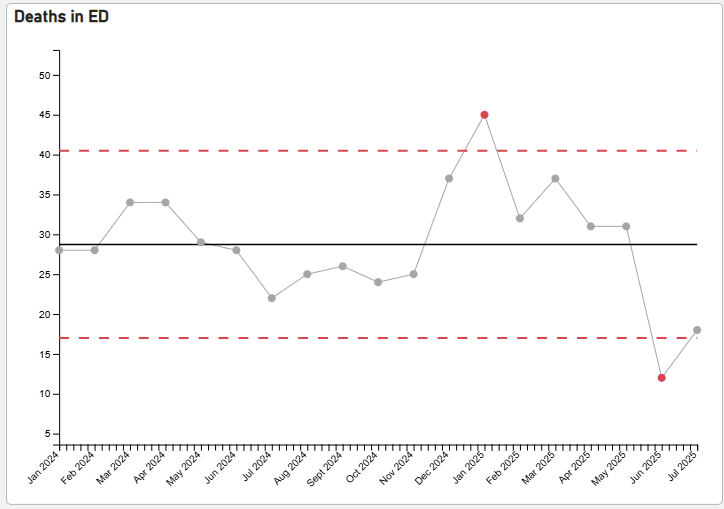 Deaths in ED
50
45
40
35
30
25
20
15
10
5
Jan 2024
Feb 2024
Mar 2024
Apr 2024
May 2024
Jun 2024
Jul 2024
Aug 2024
Sept 2024
Oct 2024
Nov 2024
Dec 2024
Jan 2025
Feb 2025
Mar 2025
Apr 2025
May 2025
Jun 2025
Jul 2025